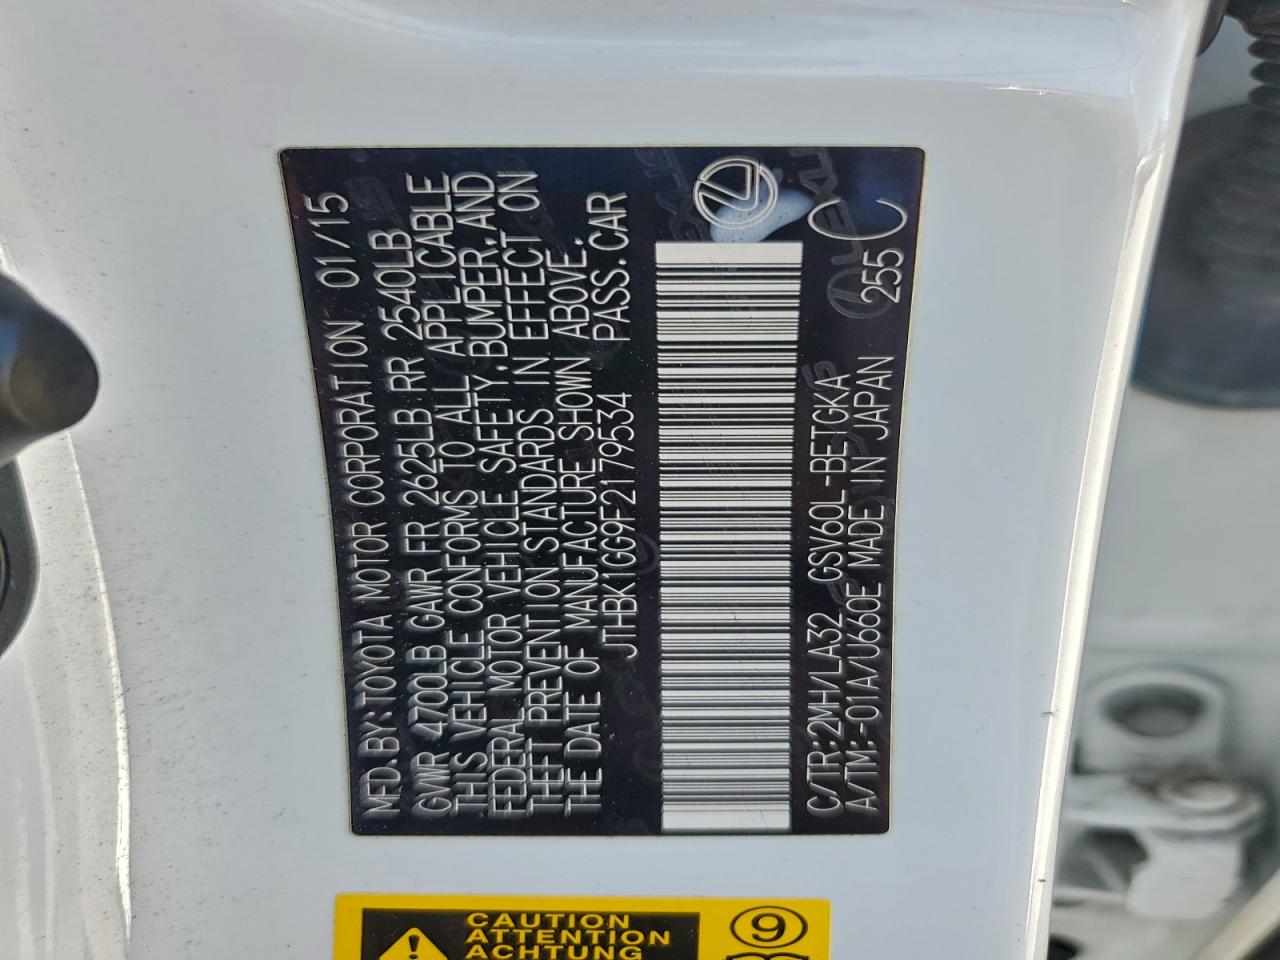 MFD.BY:TOYOTA MOTOR CORPORATION 01/15
GVWR 4700LB GAWR FR 2625LB RR 2540LB
THIS VEHICLE CONFORMS TO ALL APPLICABLE
FEDERAL MOTOR VEHICLE SAFETY,BUMPER,AND
THEFT PREVENTION STANDARDS IN EFFECT ON
THE DATE OF MANUFACTURE SHOWN ABOVE.
JTHBK1GG9F2179534 PASS.CAR
C/TR:2MH/LA32 GSV60L-BETGKA
A/TM:-01A/U660E MADE IN JAPAN 255 C
CAUTION
ATTENTION
ACHTUNG
9